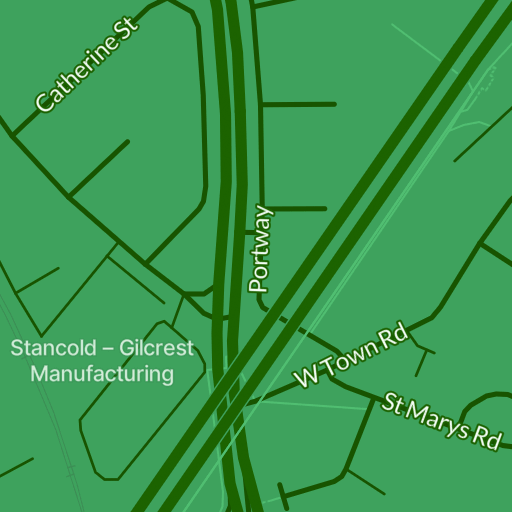 Catherine St
Portway
Stancold – Gilcrest
Manufacturing
W Town Rd
St Marys Rd